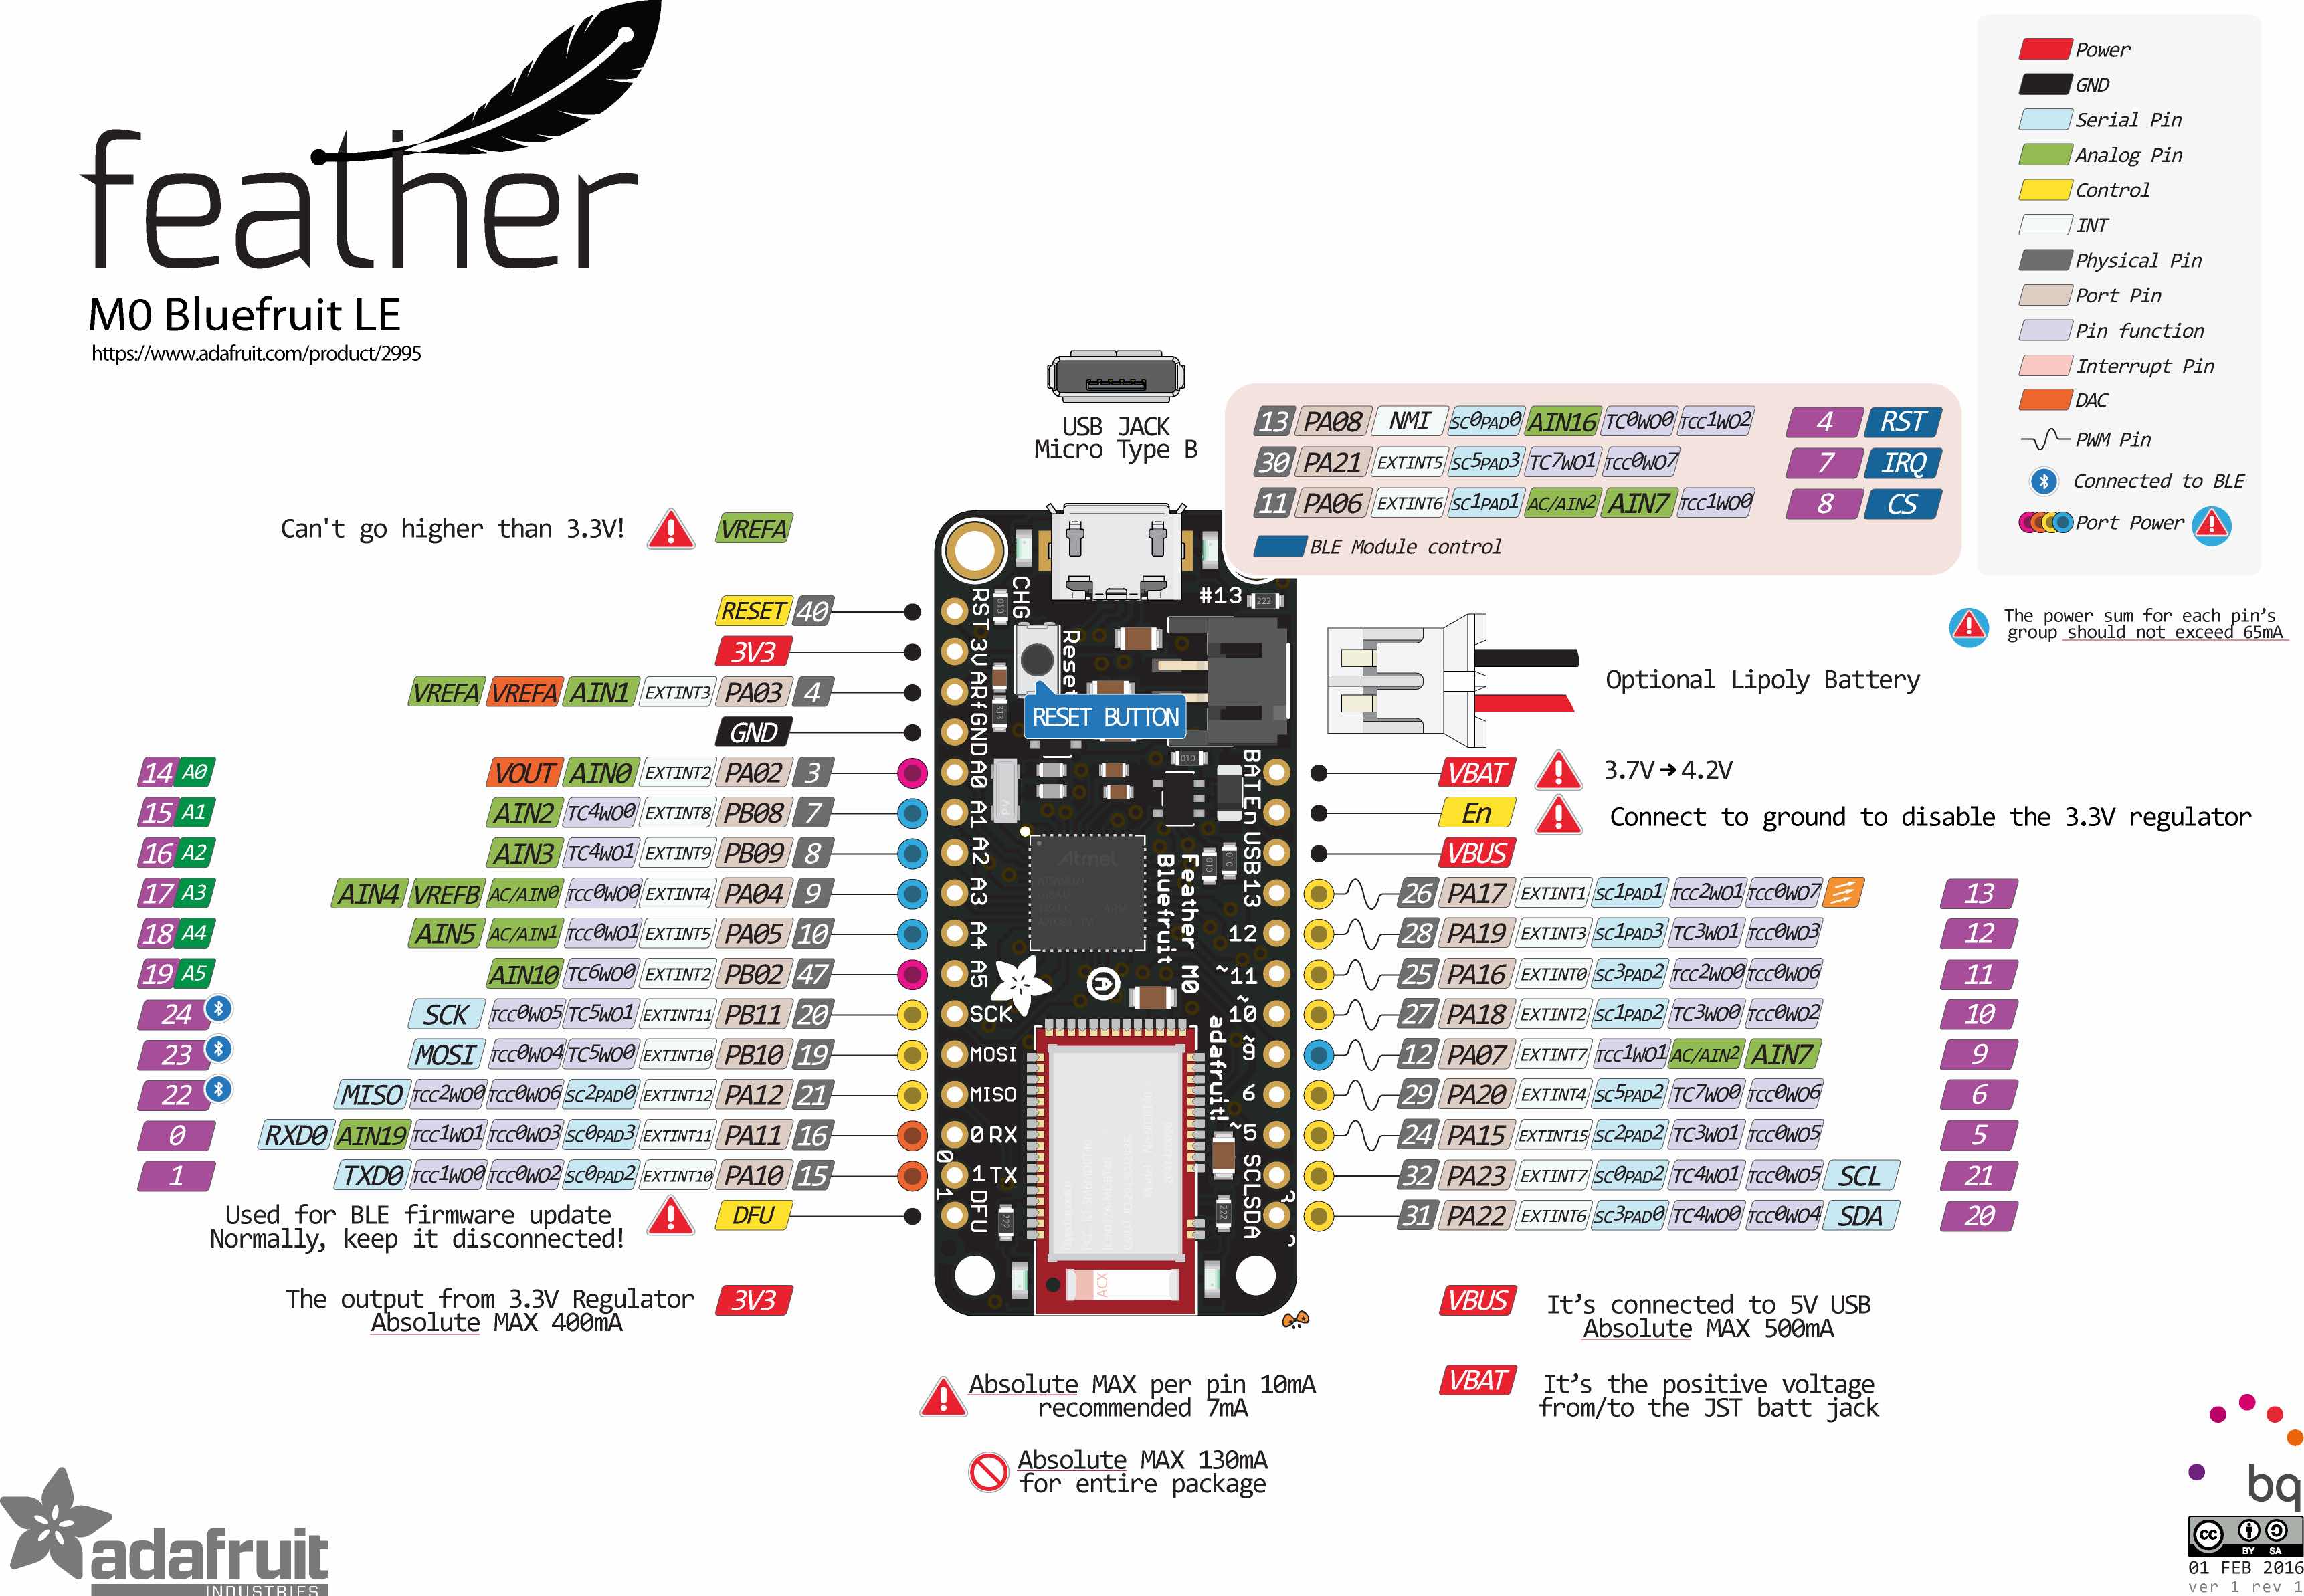 feather
M0 Bluefruit LE
https://www.adafruit.com/product/2995
Power
GND
Serial Pin
Analog Pin
Control
INT
Physical Pin
Port Pin
Pin function
Interrupt Pin
DAC
PWM Pin
Connected to BLE
Port Power
The power sum for each pin's
group should not exceed 65mA
USB JACK
Micro Type B
13 PA08 NMI SC0PAD0 AIN16 TC0WO0 TCC1WO2 4 RST
30 PA21 EXTINT5 SC5PAD3 TC7WO1 TCC0WO7 7 IRQ
11 PA06 EXTINT6 SC1PAD1 AC/AIN2 AIN7 TCC1WO0 8 CS
BLE Module control
Can't go higher than 3.3V! VREFA
RESET 40
3V3
VREFA VREFA AIN1 EXTINT3 PA03 4
GND
14 A0 VOUT AIN0 EXTINT2 PA02 3
15 A1 AIN2 TC4WO0 EXTINT8 PB08 7
16 A2 AIN3 TC4WO1 EXTINT9 PB09 8
17 A3 AIN4 VREFB AC/AIN0 TCC0WO0 EXTINT4 PA04 9
18 A4 AIN5 AC/AIN1 TCC0WO1 EXTINT5 PA05 10
19 A5 AIN10 TC6WO0 EXTINT2 PB02 47
24 SCK TCC0WO5 TC5WO1 EXTINT11 PB11 20
23 MOSI TCC0WO4 TC5WO0 EXTINT10 PB10 19
22 MISO TCC2WO0 TCC0WO6 SC2PAD0 EXTINT12 PA12 21
0 RXD0 AIN19 TCC1WO1 TCC0WO3 SC0PAD3 EXTINT11 PA11 16
1 TXD0 TCC1WO0 TCC0WO2 SC0PAD2 EXTINT10 PA10 15
Used for BLE firmware update
Normally, keep it disconnected!
DFU
The output from 3.3V Regulator
Absolute MAX 400mA
3V3
RST
3V
ARf
GND
A0
A1
A2
A3
A4
A5
SCK
MOSI
MISO
0 RX
1 TX
DFU
CHG
Reset
RESET BUTTON
#13
222
Atmel
Feather M0
Bluefruit
adafruit!
ACX
BAT
En
USB
13
12
~11
~10
~9
6
~5
SCL
SDA
Optional Lipoly Battery
VBAT 3.7V➔4.2V
En Connect to ground to disable the 3.3V regulator
VBUS
26 PA17 EXTINT1 SC1PAD1 TCC2WO1 TCC0WO7 13
28 PA19 EXTINT3 SC1PAD3 TC3WO1 TCC0WO3 12
25 PA16 EXTINT0 SC3PAD2 TCC2WO0 TCC0WO6 11
27 PA18 EXTINT2 SC1PAD2 TC3WO0 TCC0WO2 10
12 PA07 EXTINT7 TCC1WO1 AC/AIN2 AIN7 9
29 PA20 EXTINT4 SC5PAD2 TC7WO0 TCC0WO6 6
24 PA15 EXTINT15 SC2PAD2 TC3WO1 TCC0WO5 5
32 PA23 EXTINT7 SC0PAD2 TC4WO1 TCC0WO5 SCL 21
31 PA22 EXTINT6 SC3PAD0 TC4WO0 TCC0WO4 SDA 20
VBUS It's connected to 5V USB
Absolute MAX 500mA
VBAT It's the positive voltage
from/to the JST batt jack
Absolute MAX per pin 10mA
recommended 7mA
Absolute MAX 130mA
for entire package
adafruit
INDUSTRIES
bq
cc BY SA
01 FEB 2016
ver 1 rev 1